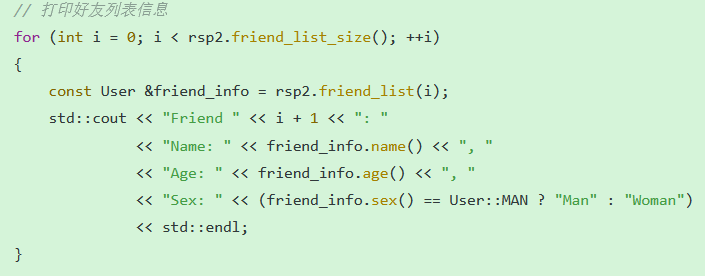 // 打印好友列表信息
for (int i = 0; i < rsp2.friend_list_size(); ++i)
{
    const User &friend_info = rsp2.friend_list(i);
    std::cout << "Friend " << i + 1 << ": "
              << "Name: " << friend_info.name() << ", "
              << "Age: " << friend_info.age() << ", "
              << "Sex: " << (friend_info.sex() == User::MAN ? "Man" : "Woman")
              << std::endl;
}